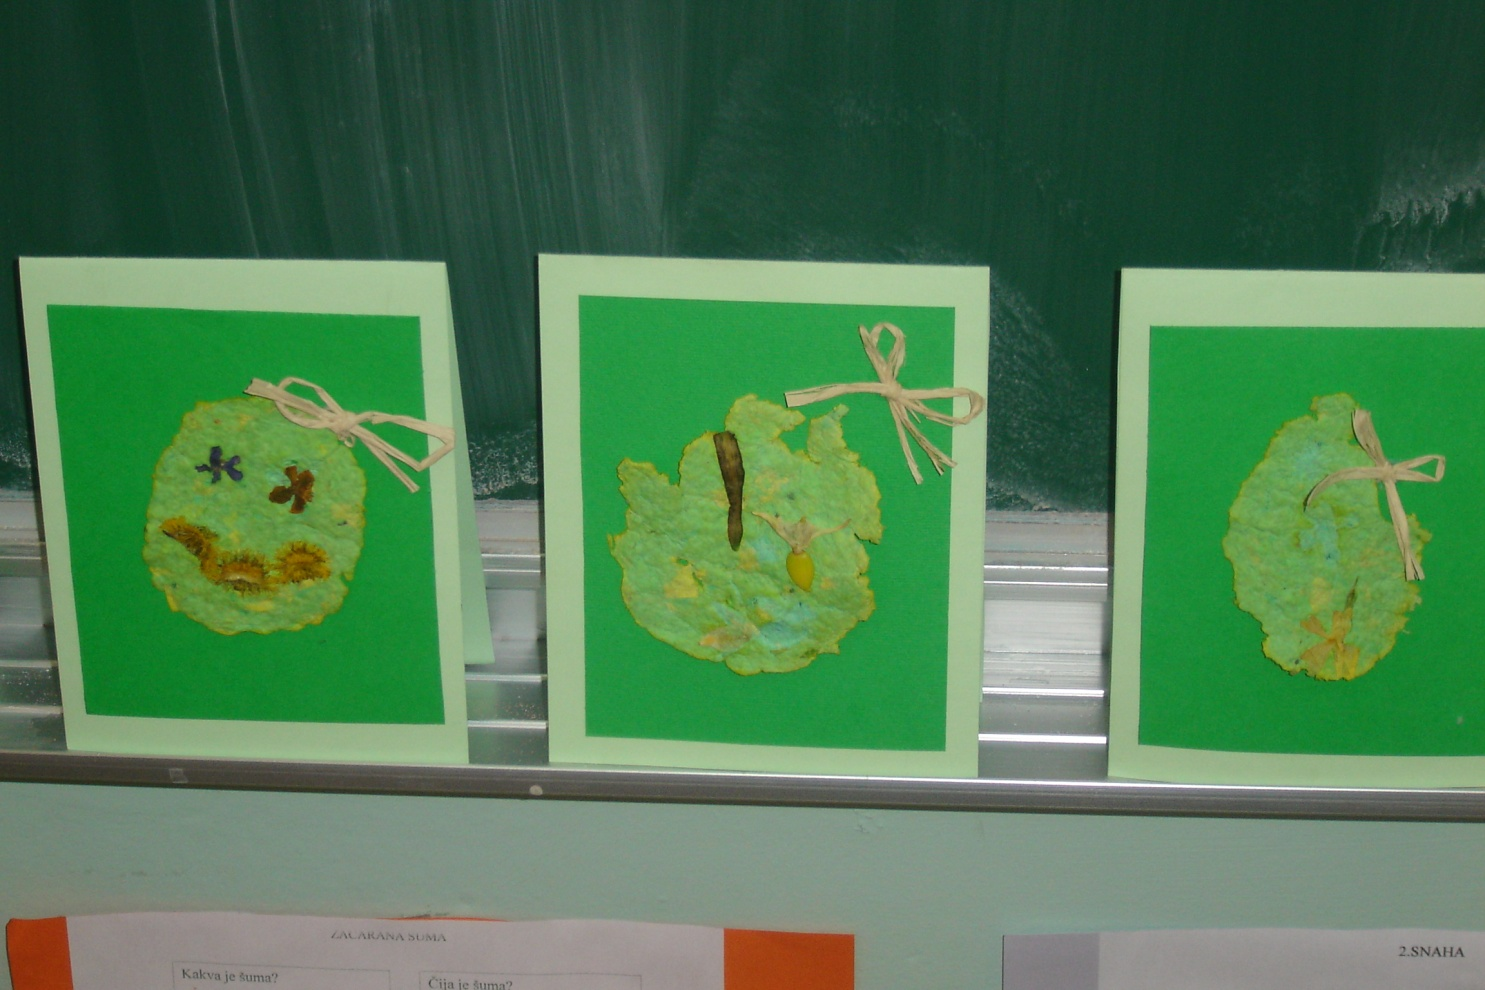 ZAČARANA ŠUMA
Kakva je šuma?
Čija je šuma?
2.SNAHA